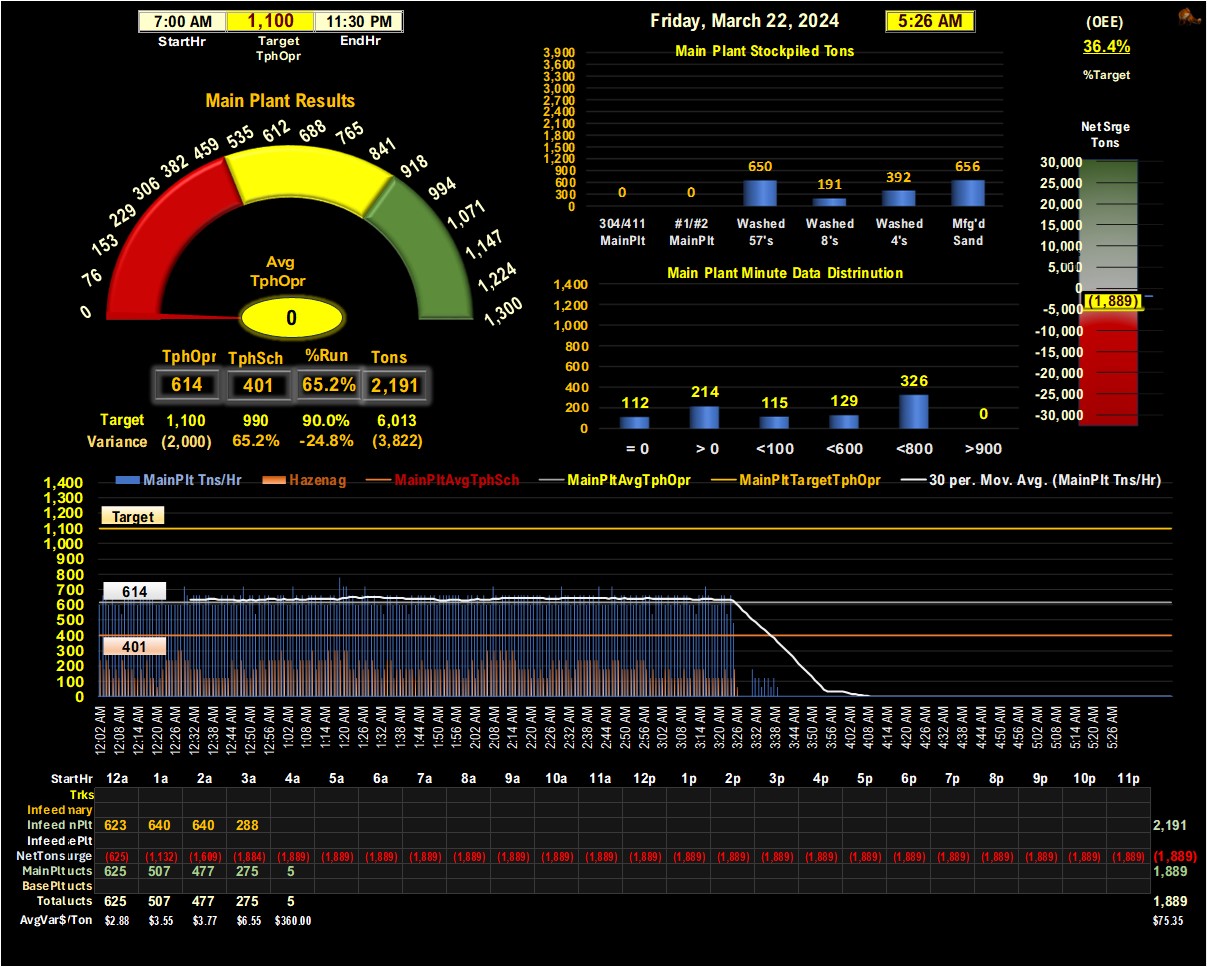 7:00 AM 1,100 11:30 PM
StartHr Target TphOpr EndHr
Friday, March 22, 2024 5:26 AM
(OEE)
36.4%
%Target
Main Plant Results
0 76 153 229 306 382 459 535 612 688 765 841 918 994 1,071 1,147 1,224 1,300
Avg
TphOpr
0
TphOpr TphSch %Run Tons
614 401 65.2% 2,191
Target 1,100 990 90.0% 6,013
Variance (2,000) 65.2% -24.8% (3,822)
Main Plant Stockpiled Tons
3,900
3,600
3,300
3,000
2,700
2,400
2,100
1,800
1,500
1,200
900
600
300
0
0 0 650 191 392 656
304/411 #1/#2 Washed Washed Washed Mfg'd
MainPlt MainPlt 57's 8's 4's Sand
Main Plant Minute Data Distrinution
1,400
1,200
1,000
800
600
400
200
0
112 214 115 129 326 0
= 0 > 0 <100 <600 <800 >900
Net Srge
Tons
30,000
25,000
20,000
15,000
10,000
5,000
0
(1,889)
-5,000
-10,000
-15,000
-20,000
-25,000
-30,000
MainPlt Tns/Hr Hazenag MainPltAvgTphSch MainPltAvgTphOpr MainPltTargetTphOpr 30 per. Mov. Avg. (MainPlt Tns/Hr)
1,400
1,300
1,200
1,100
1,000
900
800
700
600
500
400
300
200
100
0
Target
614
401
12:02 AM 12:08 AM 12:14 AM 12:20 AM 12:26 AM 12:32 AM 12:38 AM 12:44 AM 12:50 AM 12:56 AM 1:02 AM 1:08 AM 1:14 AM 1:20 AM 1:26 AM 1:32 AM 1:38 AM 1:44 AM 1:50 AM 1:56 AM 2:02 AM 2:08 AM 2:14 AM 2:20 AM 2:26 AM 2:32 AM 2:38 AM 2:44 AM 2:50 AM 2:56 AM 3:02 AM 3:08 AM 3:14 AM 3:20 AM 3:26 AM 3:32 AM 3:38 AM 3:44 AM 3:50 AM 3:56 AM 4:02 AM 4:08 AM 4:14 AM 4:20 AM 4:26 AM 4:32 AM 4:38 AM 4:44 AM 4:50 AM 4:56 AM 5:02 AM 5:08 AM 5:14 AM 5:20 AM 5:26 AM
StartHr 12a 1a 2a 3a 4a 5a 6a 7a 8a 9a 10a 11a 12p 1p 2p 3p 4p 5p 6p 7p 8p 9p 10p 11p
Trks
Infeed nary
Infeed nPlt 623 640 640 288 2,191
Infeed ePlt
NetTons urge (625) (1,132) (1,609) (1,884) (1,889) (1,889) (1,889) (1,889) (1,889) (1,889) (1,889) (1,889) (1,889) (1,889) (1,889) (1,889) (1,889) (1,889) (1,889) (1,889) (1,889) (1,889) (1,889) (1,889) (1,889)
MainPlt ucts 625 507 477 275 5 1,889
BasePlt ucts
Total ucts 625 507 477 275 5 1,889
AvgVar$/Ton $2.88 $3.55 $3.77 $6.55 $360.00 $75.35